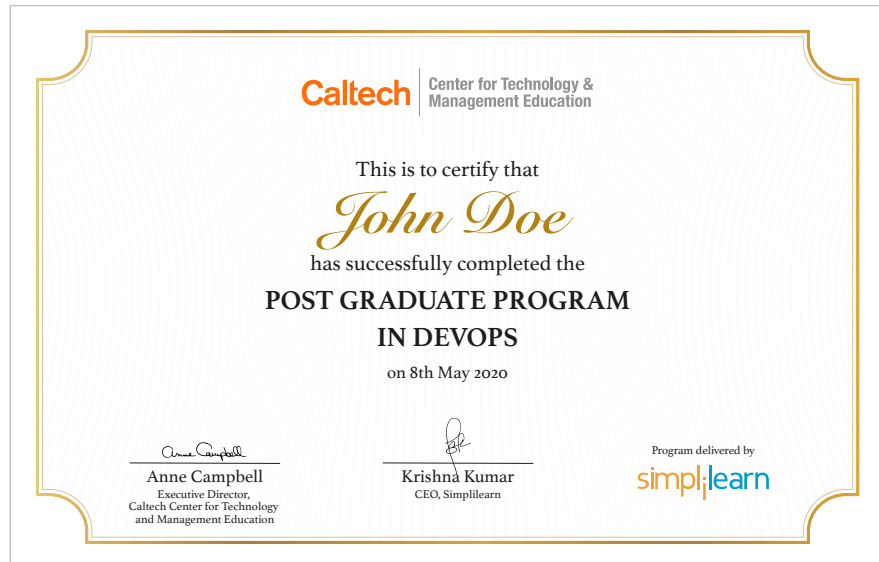 Caltech
Center for Technology &
Management Education
This is to certify that
John Doe
has successfully completed the
POST GRADUATE PROGRAM
IN DEVOPS
on 8th May 2020
Anne Campbell
Anne Campbell
Executive Director,
Caltech Center for Technology
and Management Education
Krishna Kumar
CEO, Simplilearn
Program delivered by
simplilearn